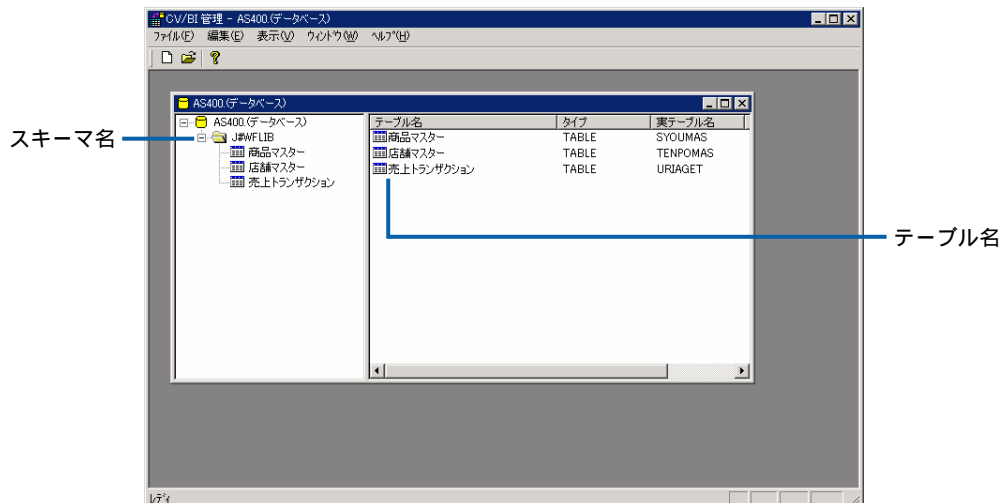 CV/BI 管理 - AS400.(データベース)
ファイル(F) 編集(E) 表示(V) ウィンドウ(W) ヘルプ(H)
AS400.(データベース)
AS400.(データベース)
J#WFLIB
商品マスター
店舗マスター
売上トランザクション
テーブル名 タイプ 実テーブル名
商品マスター TABLE SYOUMAS
店舗マスター TABLE TENPOMAS
売上トランザクション TABLE URIAGET
スキーマ名
テーブル名
レディ